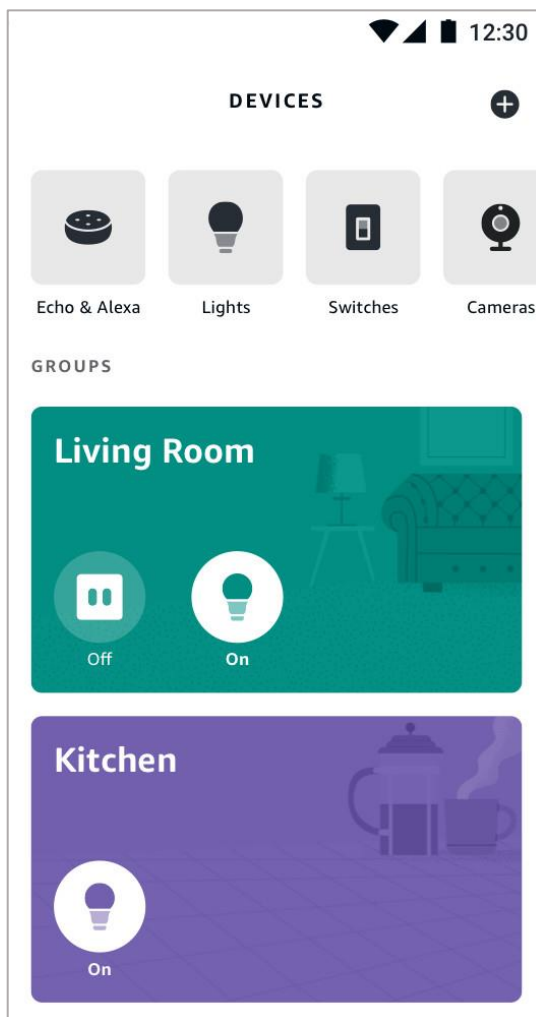 12:30
DEVICES
Echo & Alexa Lights Switches Cameras
GROUPS
Living Room
Off On
Kitchen
On